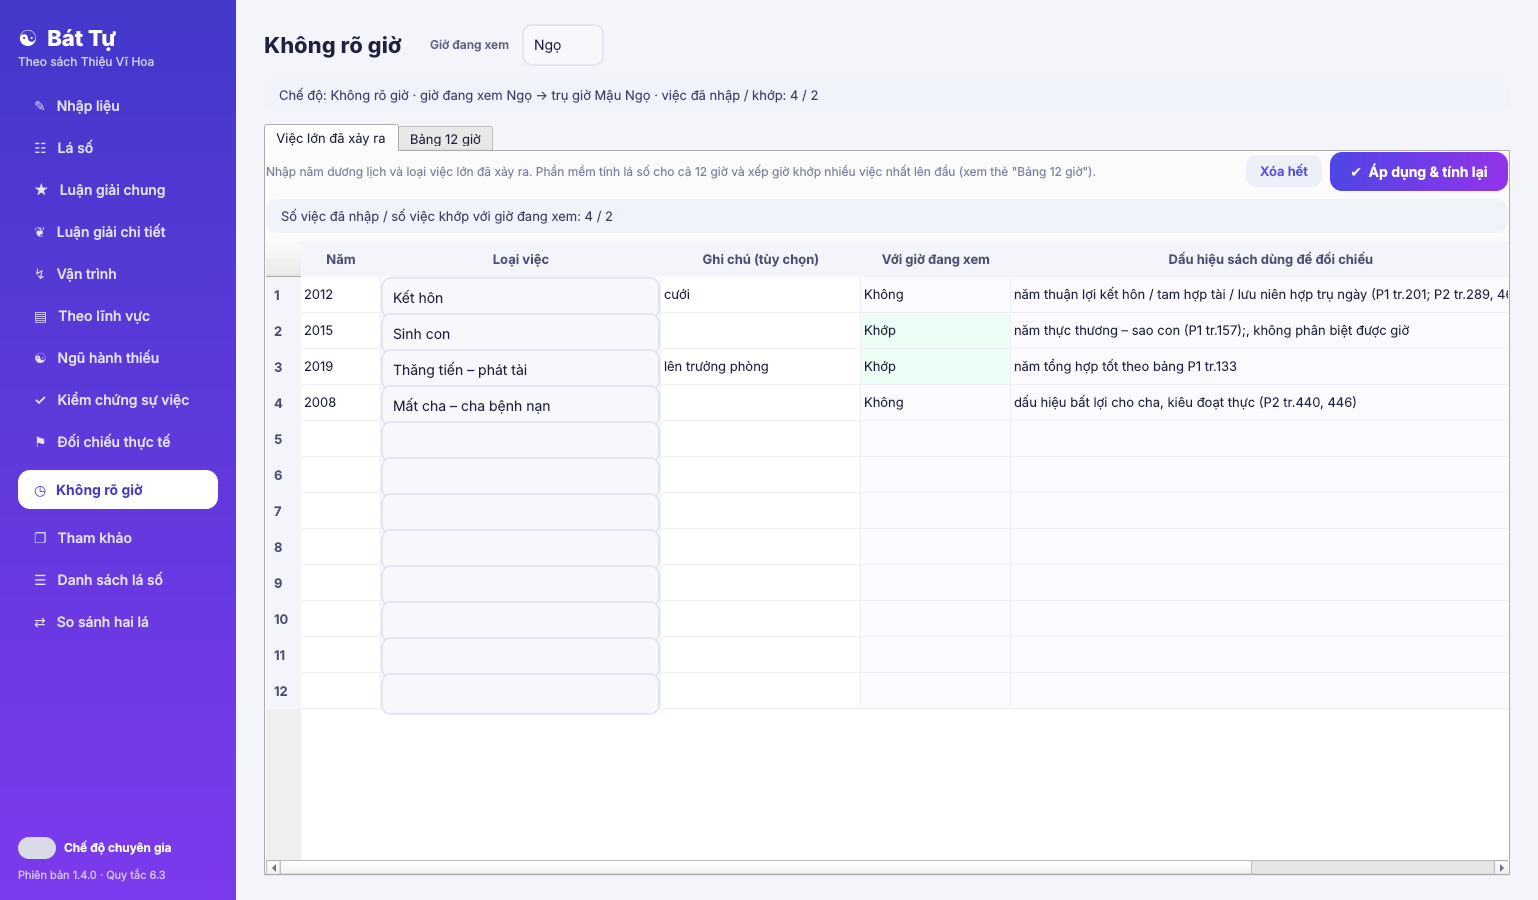 ☯ Bát Tự
Theo sách Thiệu Vĩ Hoa
✎ Nhập liệu
☷ Lá số
★ Luận giải chung
❦ Luận giải chi tiết
↯ Vận trình
▤ Theo lĩnh vực
☯ Ngũ hành thiếu
✓ Kiểm chứng sự việc
⚑ Đối chiếu thực tế
◷ Không rõ giờ
❐ Tham khảo
☰ Danh sách lá số
⇄ So sánh hai lá
Chế độ chuyên gia
Phiên bản 1.4.0 · Quy tắc 6.3
Không rõ giờ Giờ đang xem Ngọ
Chế độ: Không rõ giờ · giờ đang xem Ngọ → trụ giờ Mậu Ngọ · việc đã nhập / khớp: 4 / 2
Việc lớn đã xảy ra Bảng 12 giờ
Nhập năm dương lịch và loại việc lớn đã xảy ra. Phần mềm tính lá số cho cả 12 giờ và xếp giờ khớp nhiều việc nhất lên đầu (xem thẻ "Bảng 12 giờ"). Xóa hết ✓ Áp dụng & tính lại
Số việc đã nhập / số việc khớp với giờ đang xem: 4 / 2
Năm Loại việc Ghi chú (tùy chọn) Với giờ đang xem Dấu hiệu sách dùng để đối chiếu
1 2012 Kết hôn cưới Không năm thuận lợi kết hôn / tam hợp tài / lưu niên hợp trụ ngày (P1 tr.201; P2 tr.289,
2 2015 Sinh con Khớp năm thực thương – sao con (P1 tr.157);, không phân biệt được giờ
3 2019 Thăng tiến – phát tài lên trưởng phòng Khớp năm tổng hợp tốt theo bảng P1 tr.133
4 2008 Mất cha – cha bệnh nạn Không dấu hiệu bất lợi cho cha, kiêu đoạt thực (P2 tr.440, 446)
5
6
7
8
9
10
11
12